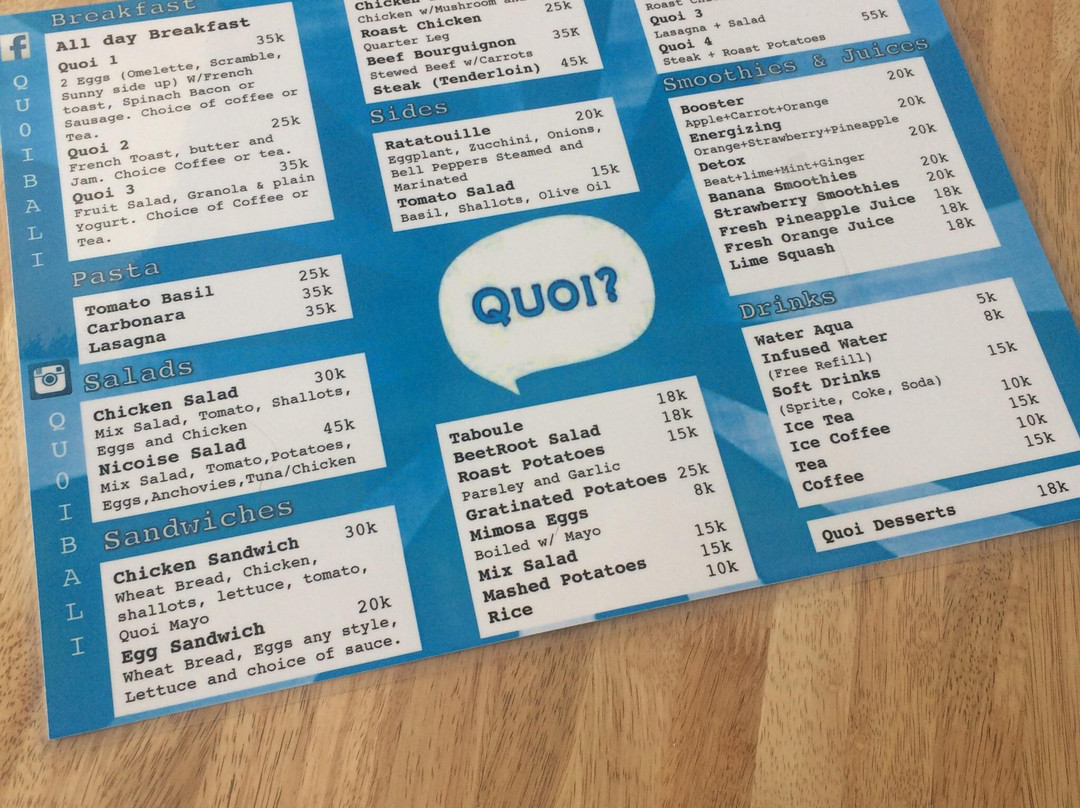 Breakfast
All day Breakfast
Quoi 1 35k
2 Eggs (Omelette, Scramble,
Sunny side up) W/French
toast, Spinach Bacon or
Sausage. Choice of coffee or
Tea.
Quoi 2 25k
French Toast, butter and
Jam. Choice Coffee or tea.
Quoi 3 35k
Fruit Salad, Granola & plain
Yogurt. Choice of Coffee or
Tea.
Pasta
Tomato Basil 25k
Carbonara 35k
Lasagna 35k
Salads
Chicken Salad 30k
Mix Salad, Tomato, Shallots,
Eggs and Chicken
Nicoise Salad 45k
Mix Salad, Tomato,Potatoes,
Eggs,Anchovies,Tuna/Chicken
Sandwiches
Chicken Sandwich 30k
Wheat Bread, Chicken,
shallots, lettuce, tomato,
Quoi Mayo
Egg Sandwich 20k
Wheat Bread, Eggs any style,
Lettuce and choice of sauce.
f
QUOIBALI
QUOIBALI
Chicken
Chicken w/Mushroom and
Roast Chicken 25k
Quarter Leg
Beef Bourguignon 35K
Stewed Beef w/Carrots
Steak (Tenderloin) 45k
Sides
Ratatouille 20k
Eggplant, Zucchini, Onions,
Bell Peppers Steamed and
Marinated
Tomato Salad 15k
Basil, Shallots, Olive Oil
QUOI?
Taboule 18k
BeetRoot Salad 18k
Roast Potatoes 15k
Parsley and Garlic
Gratinated Potatoes 25k
Mimosa Eggs 8k
Boiled w/ Mayo
Mix Salad 15k
Mashed Potatoes 15k
Rice 10k
Roast
Quoi 3
Lasagna + Salad
Quoi 4 55k
Steak + Roast Potatoes
Smoothies & Juices
Booster 20k
Apple+Carrot+Orange
Energizing 20k
Orange+Strawberry+Pineapple
Detox 20k
Beat+lime+Mint+Ginger
Banana Smoothies 20k
Strawberry Smoothies 20k
Fresh Pineapple Juice 18k
Fresh Orange Juice 18k
Lime Squash 18k
Drinks
Water Aqua 5k
Infused Water 8k
(Free Refill)
Soft Drinks 15k
(Sprite, Coke, Soda)
Ice Tea 10k
Ice Coffee 15k
Tea 10k
Coffee 15k
Quoi Desserts 18k